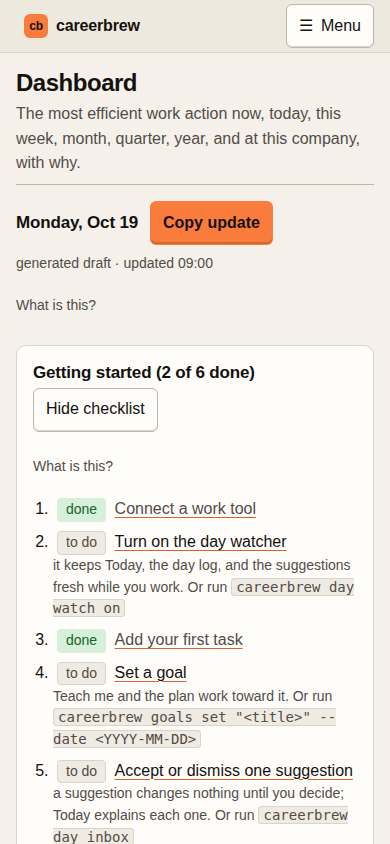 cb careerbrew ☰ Menu
Dashboard
The most efficient work action now, today, this
week, month, quarter, year, and at this company,
with why.
Monday, Oct 19 Copy update
generated draft · updated 09:00
What is this?
Getting started (2 of 6 done)
Hide checklist
What is this?
1. done Connect a work tool
2. to do Turn on the day watcher
it keeps Today, the day log, and the suggestions
fresh while you work. Or run careerbrew day
watch on
3. done Add your first task
4. to do Set a goal
Teach me and the plan work toward it. Or run
careerbrew goals set "<title>" --
date <YYYY-MM-DD>
5. to do Accept or dismiss one suggestion
a suggestion changes nothing until you decide;
Today explains each one. Or run careerbrew
day inbox